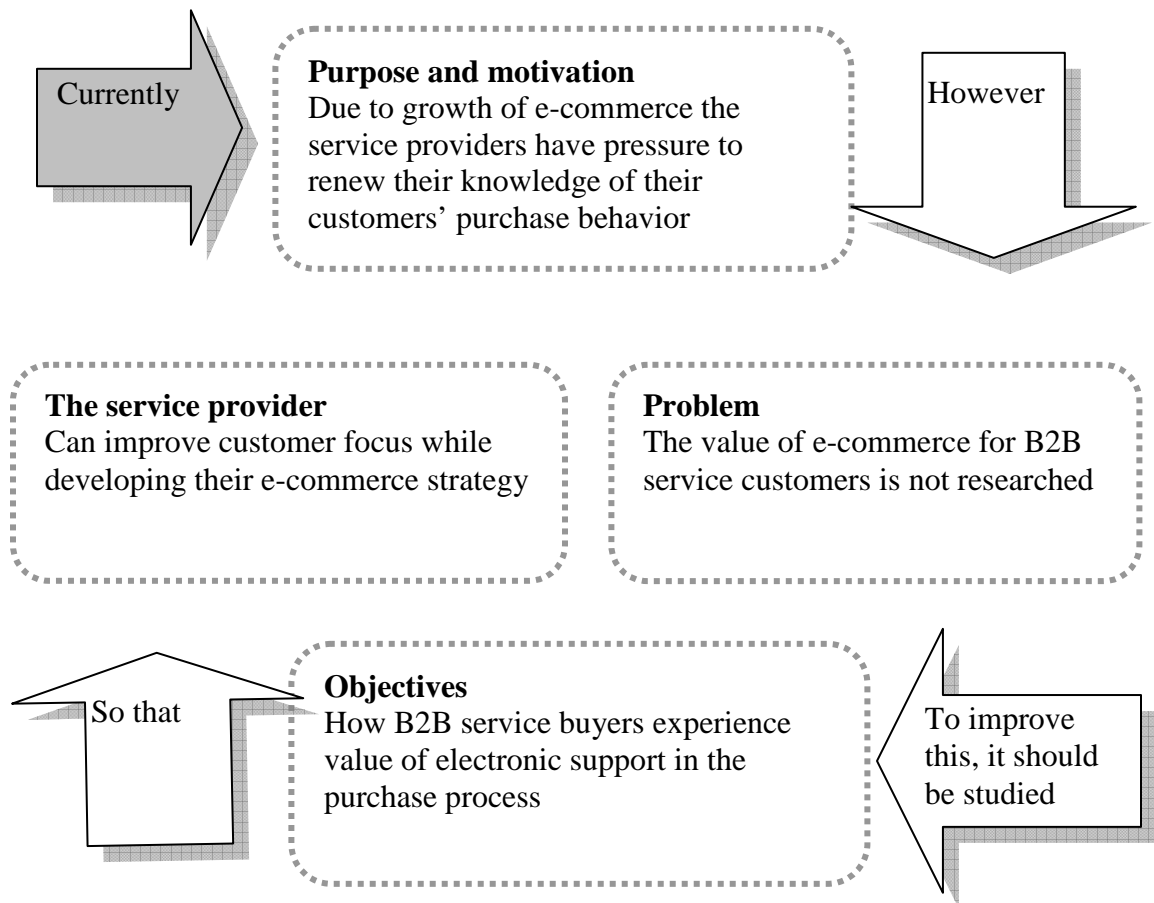 Currently
Purpose and motivation
Due to growth of e-commerce the
service providers have pressure to
renew their knowledge of their
customers’ purchase behavior
However
The service provider
Can improve customer focus while
developing their e-commerce strategy
Problem
The value of e-commerce for B2B
service customers is not researched
So that
Objectives
How B2B service buyers experience
value of electronic support in the
purchase process
To improve
this, it should
be studied